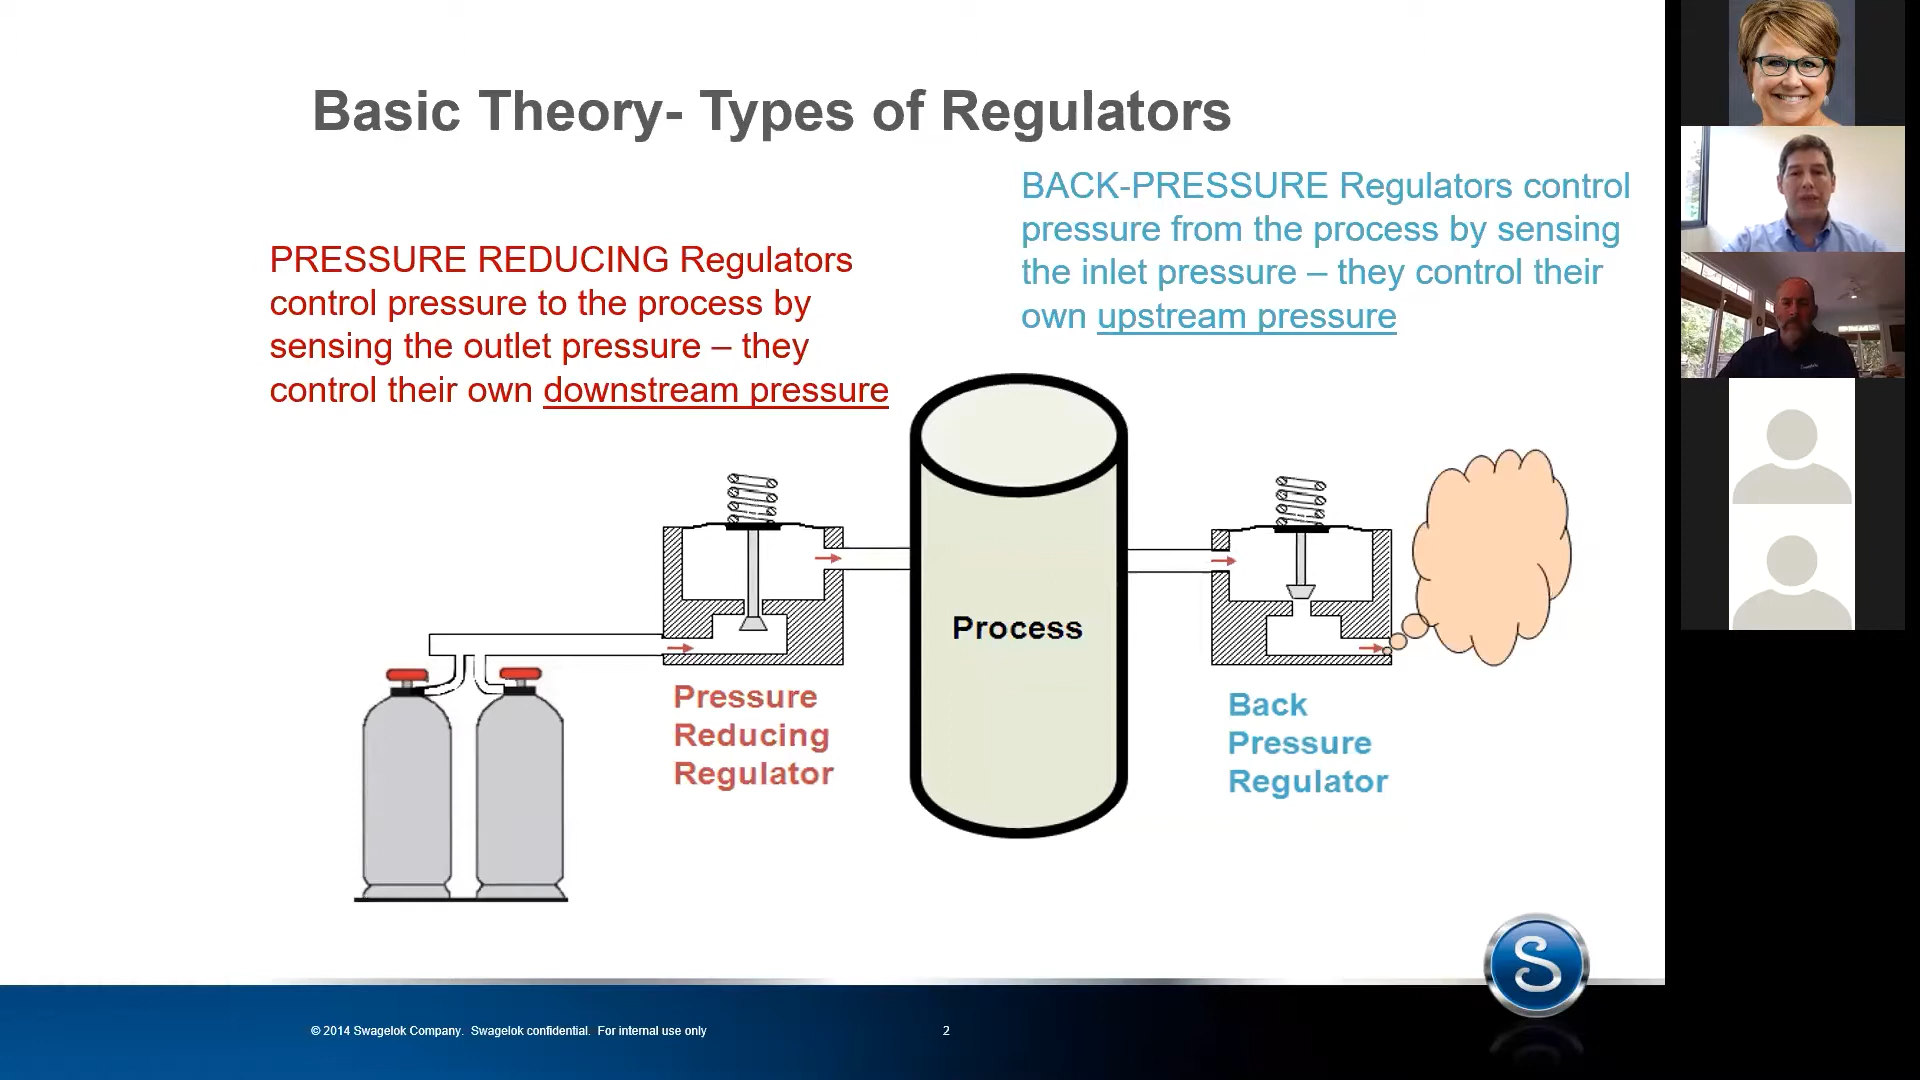 Basic Theory- Types of Regulators
BACK-PRESSURE Regulators control
pressure from the process by sensing
the inlet pressure – they control their
own upstream pressure
PRESSURE REDUCING Regulators
control pressure to the process by
sensing the outlet pressure – they
control their own downstream pressure
Process
Pressure
Reducing
Regulator
Back
Pressure
Regulator
S
© 2014 Swagelok Company. Swagelok confidential. For internal use only
2